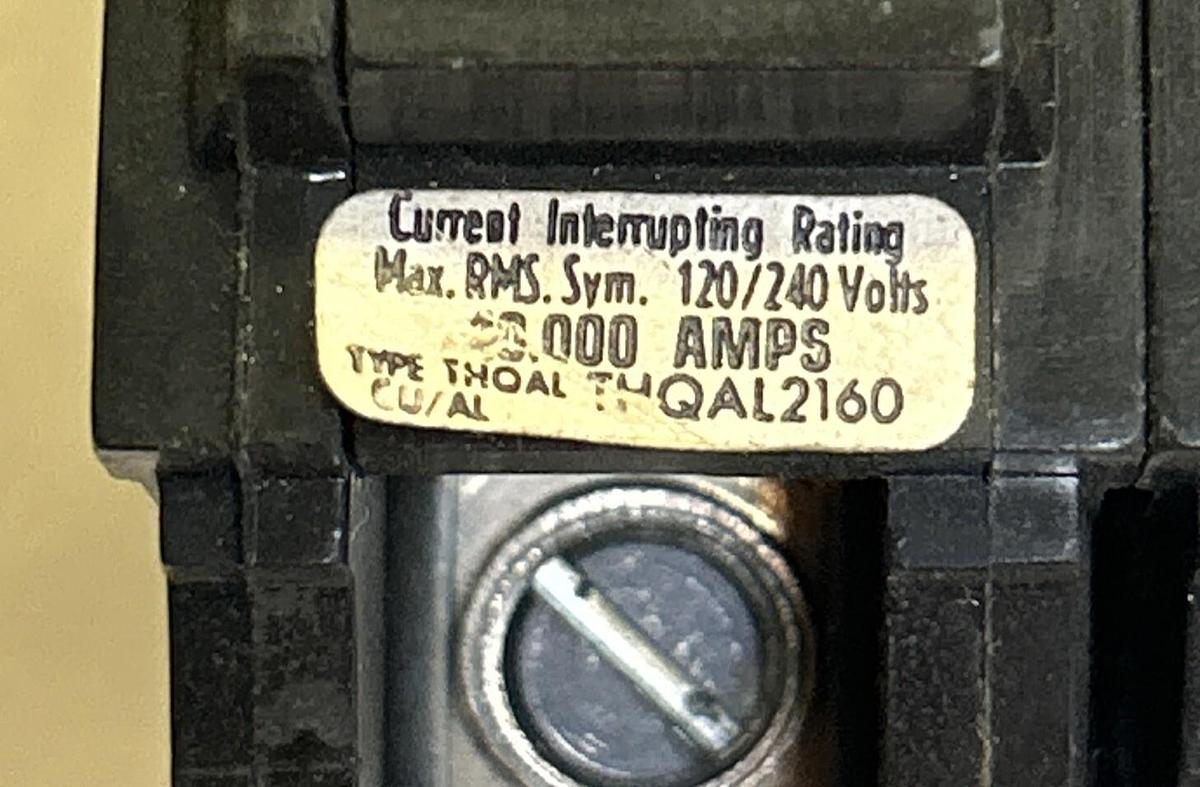 Current Interrupting Rating
Max. RMS. Sym. 120/240 Volts
AMPS
TYPE THQAL THQAL2160
CU/AL